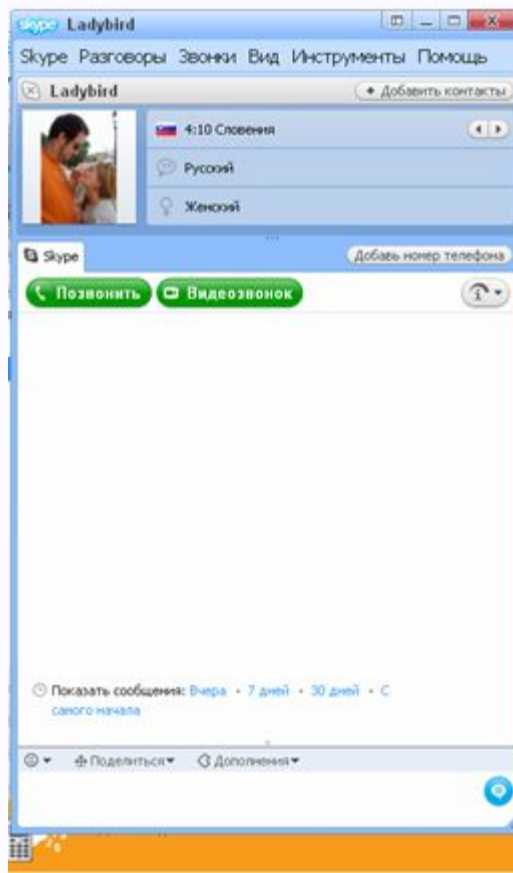 skype Ladybird
Skype Разговоры Звонки Вид Инструменты Помощь
Ladybird
Добавить контакты
4:10 Словения
Русский
Женский
Skype
Добавь номер телефона
Позвонить
Видеозвонок
Показать сообщения: Вчера • 7 дней • 30 дней • С
самого начала
Поделиться
Дополнения